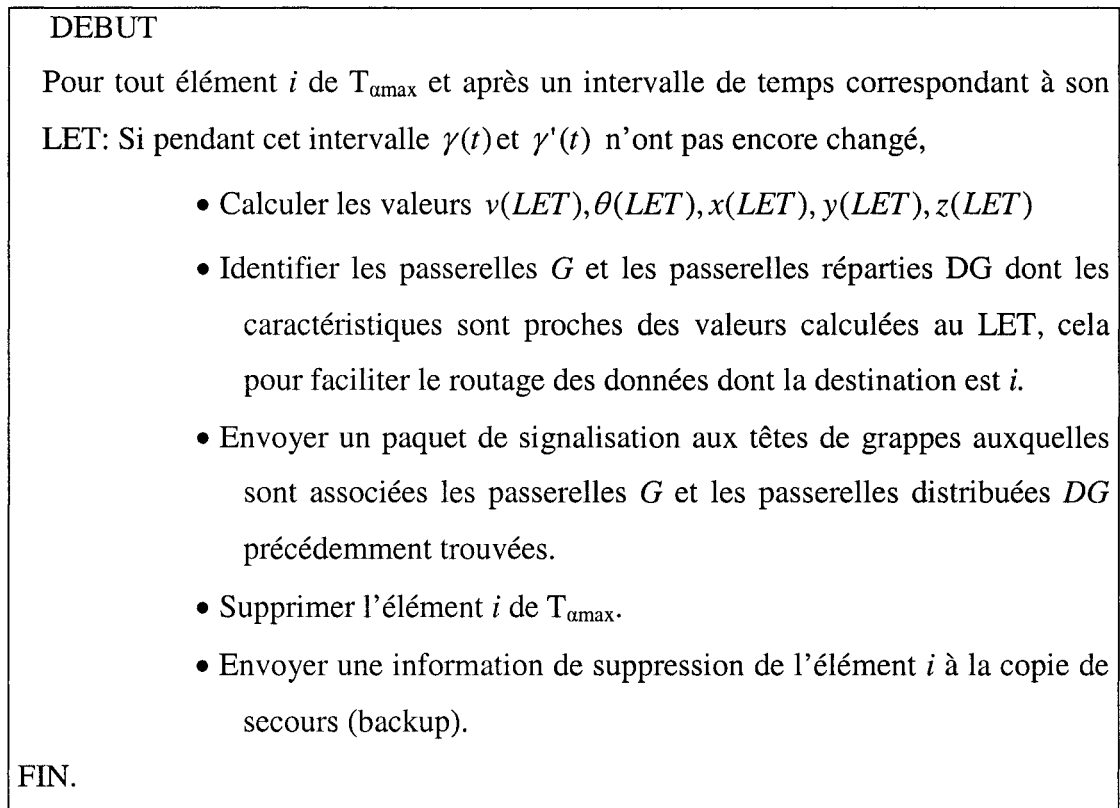 DEBUT
Pour tout élément i de Tαmax et après un intervalle de temps correspondant à son
LET: Si pendant cet intervalle γ(t) et γ'(t) n'ont pas encore changé,
• Calculer les valeurs v(LET),θ(LET),x(LET), y(LET),z(LET)
• Identifier les passerelles G et les passerelles réparties DG dont les
caractéristiques sont proches des valeurs calculées au LET, cela
pour faciliter le routage des données dont la destination est i.
• Envoyer un paquet de signalisation aux têtes de grappes auxquelles
sont associées les passerelles G et les passerelles distribuées DG
précédemment trouvées.
• Supprimer l'élément i de Tαmax.
• Envoyer une information de suppression de l'élément i à la copie de
secours (backup).
FIN.